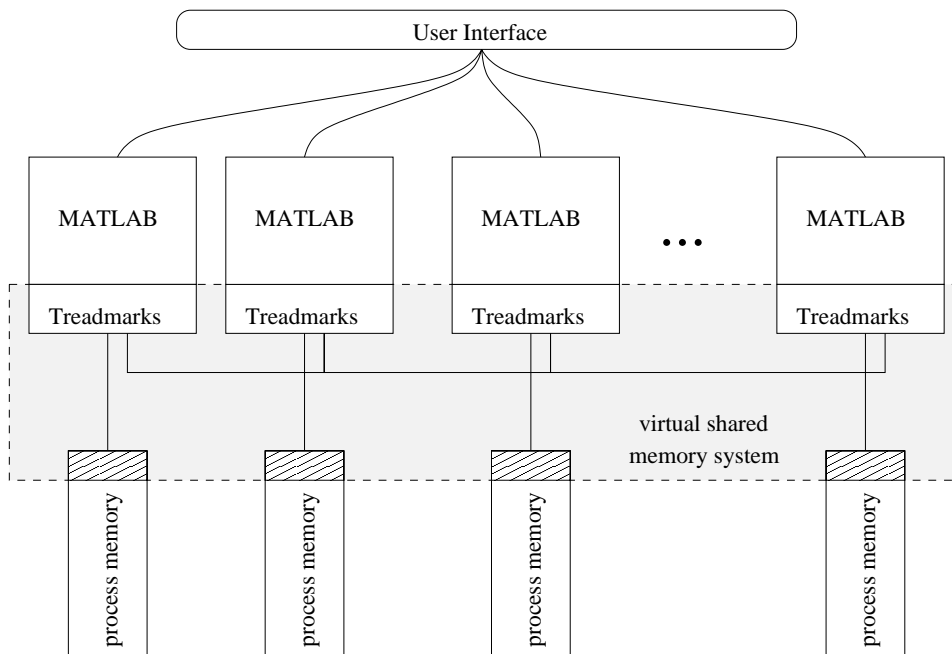 User Interface
MATLAB
MATLAB
MATLAB
MATLAB
Treadmarks
Treadmarks
Treadmarks
Treadmarks
virtual shared
memory system
process memory
process memory
process memory
process memory